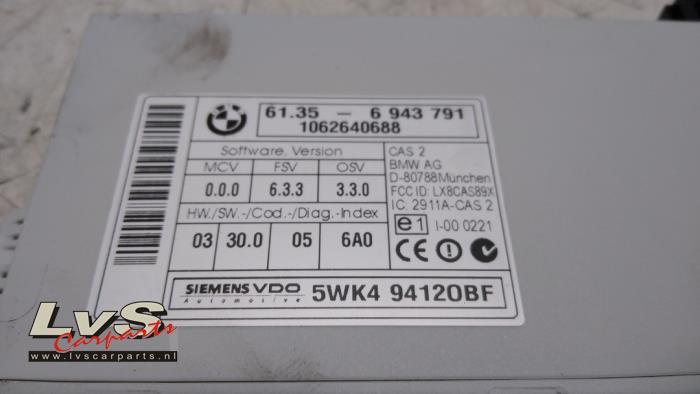 61.35 - 6 943 791
1062640688
Software, Version
MCV FSV OSV
0.0.0 6.3.3 3.3.0
HW./SW.-/Cod.-/Diag.-Index
03 30.0 05 6A0
CAS 2
BMW AG
D-80788München
FCC ID: LX8CAS89X
IC: 2911A-CAS 2
e1 I-00 0221
CE
SIEMENS VDO
Automotive
5WK4 94120BF
LvS
Carparts
www.lvscarparts.nl